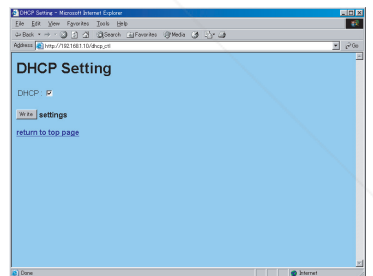 DHCP Setting - Microsoft Internet Explorer
File Edit View Favorites Tools Help
Back Search Favorites Media
Address http://192.168.1.10/dhcp_ctl Go
DHCP Setting
DHCP :
Write settings
return to top page
Done Internet